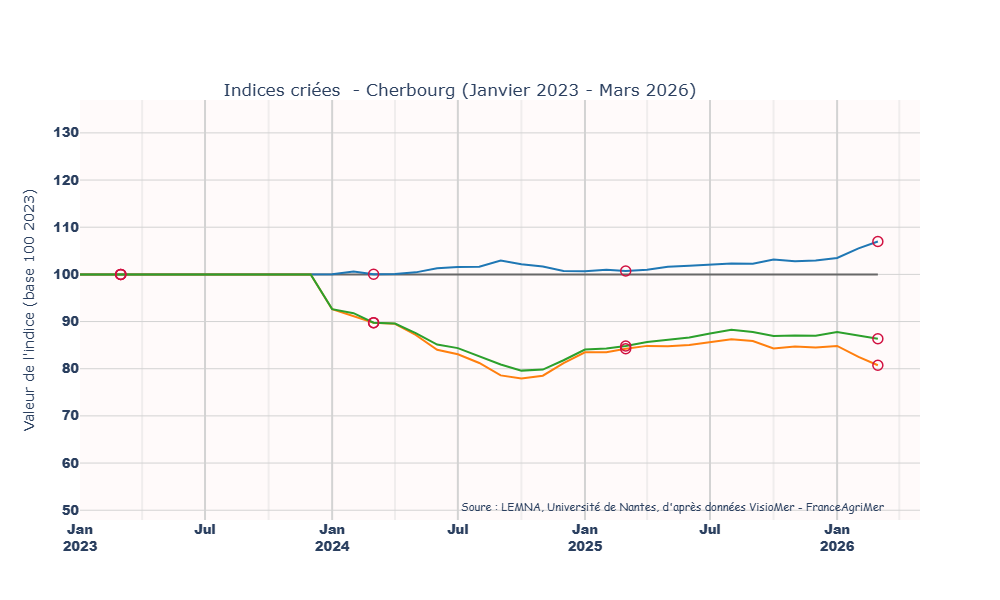 Indices criées  - Cherbourg (Janvier 2023 - Mars 2026)
Valeur de l'indice (base 100 2023)
130
120
110
100
90
80
70
60
50
Soure : LEMNA, Université de Nantes, d'après données VisioMer - FranceAgriMer
Jan Jul Jan Jul Jan Jul Jan
2023 2024 2025 2026